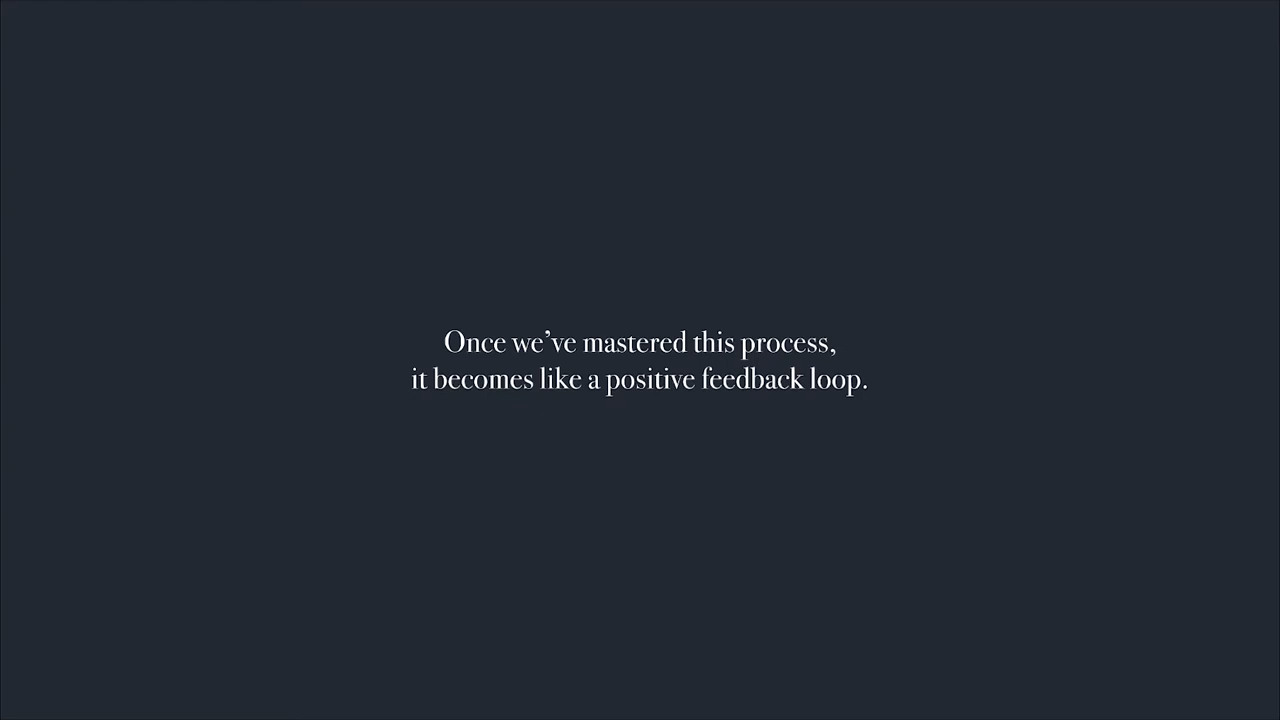 Once we’ve mastered this process,
it becomes like a positive feedback loop.